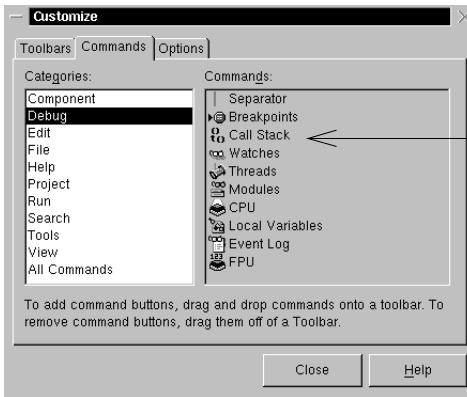 Customize
Toolbars Commands Options
Categories:
Component
Debug
Edit
File
Help
Project
Run
Search
Tools
View
All Commands
Commands:
Separator
Breakpoints
Call Stack
Watches
Threads
Modules
CPU
Local Variables
Event Log
FPU
To add command buttons, drag and drop commands onto a toolbar. To
remove command buttons, drag them off of a Toolbar.
Close Help